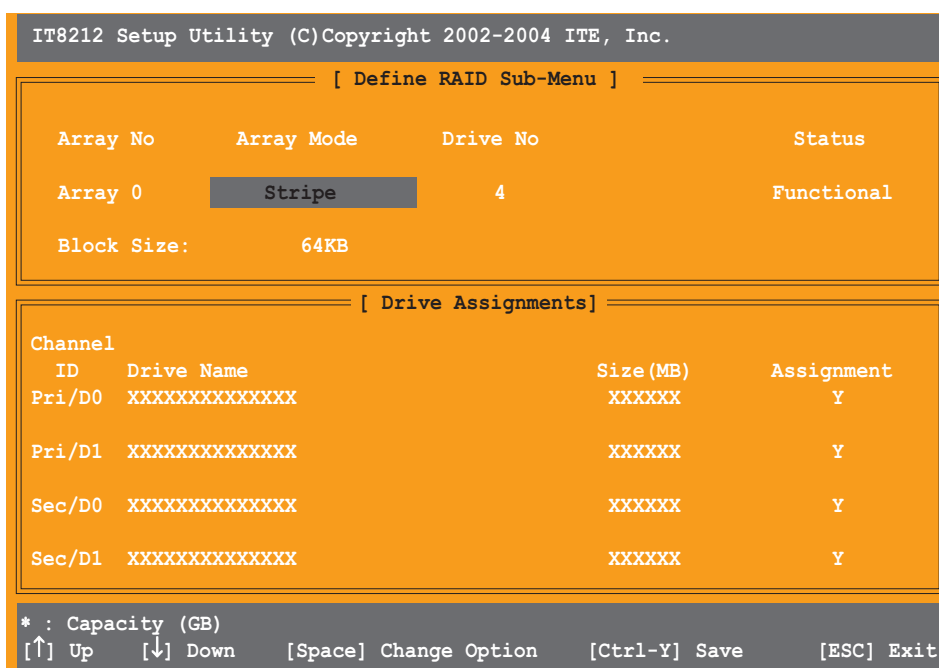 IT8212 Setup Utility (C)Copyright 2002-2004 ITE, Inc.
[ Define RAID Sub-Menu ]
Array No Array Mode Drive No Status
Array 0 Stripe 4 Functional
Block Size: 64KB
[ Drive Assignments]
Channel
ID Drive Name Size(MB) Assignment
Pri/D0 XXXXXXXXXXXXXX XXXXXX Y
Pri/D1 XXXXXXXXXXXXXX XXXXXX Y
Sec/D0 XXXXXXXXXXXXXX XXXXXX Y
Sec/D1 XXXXXXXXXXXXXX XXXXXX Y
* : Capacity (GB)
[↑] Up [↓] Down [Space] Change Option [Ctrl-Y] Save [ESC] Exit